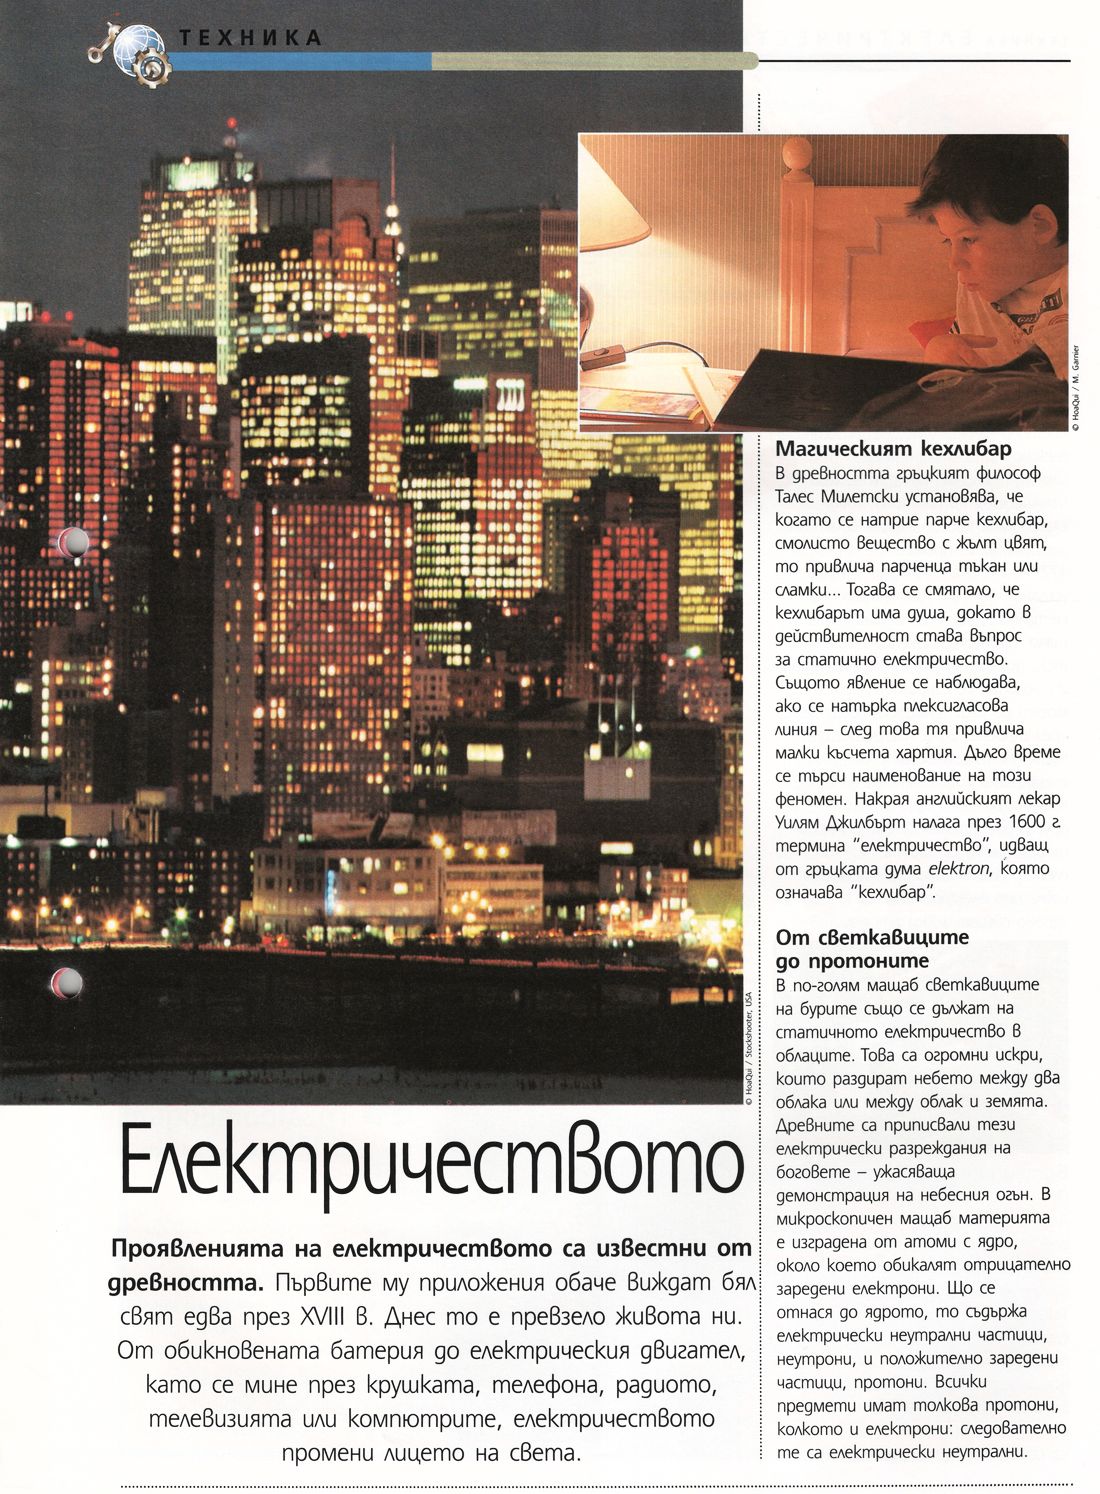 ТЕХНИКА
© HoaQui / M. Garnier
Магическият кехлибар
В древността гръцкият философ
Талес Милетски установява, че
когато се натрие парче кехлибар,
смолисто вещество с жълт цвят,
то привлича парченца тъкан или
сламки... Тогава се смятало, че
кехлибарът има душа, докато в
действителност става въпрос
за статично електричество.
Същото явление се наблюдава,
ако се натърка плексигласова
линия – след това тя привлича
малки късчета хартия. Дълго време
се търси наименование на този
феномен. Накрая английският лекар
Уилям Джилбърт налага през 1600 г.
термина "електричество", идващ
от гръцката дума elektron, която
означава "кехлибар".
От светкавиците
до протоните
В по-голям мащаб светкавиците
на бурите също се дължат на
статичното електричество в
облаците. Това са огромни искри,
които раздират небето между два
облака или между облак и земята.
Древните са приписвали тези
електрически разреждания на
боговете – ужасяваща
демонстрация на небесния огън. В
микроскопичен мащаб материята
е изградена от атоми с ядро,
около което обикалят отрицателно
заредени електрони. Що се
отнася до ядрото, то съдържа
електрически неутрални частици,
неутрони, и положително заредени
частици, протони. Всички
предмети имат толкова протони,
колкото и електрони: следователно
те са електрически неутрални.
© HoaQui / Stockshooter, USA
Електричеството
Проявленията на електричеството са известни от
древността. Първите му приложения обаче виждат бял
свят едва през XVIII в. Днес то е превзело живота ни.
От обикновената батерия до електрическия двигател,
като се мине през крушката, телефона, радиото,
телевизията или компютрите, електричеството
промени лицето на света.